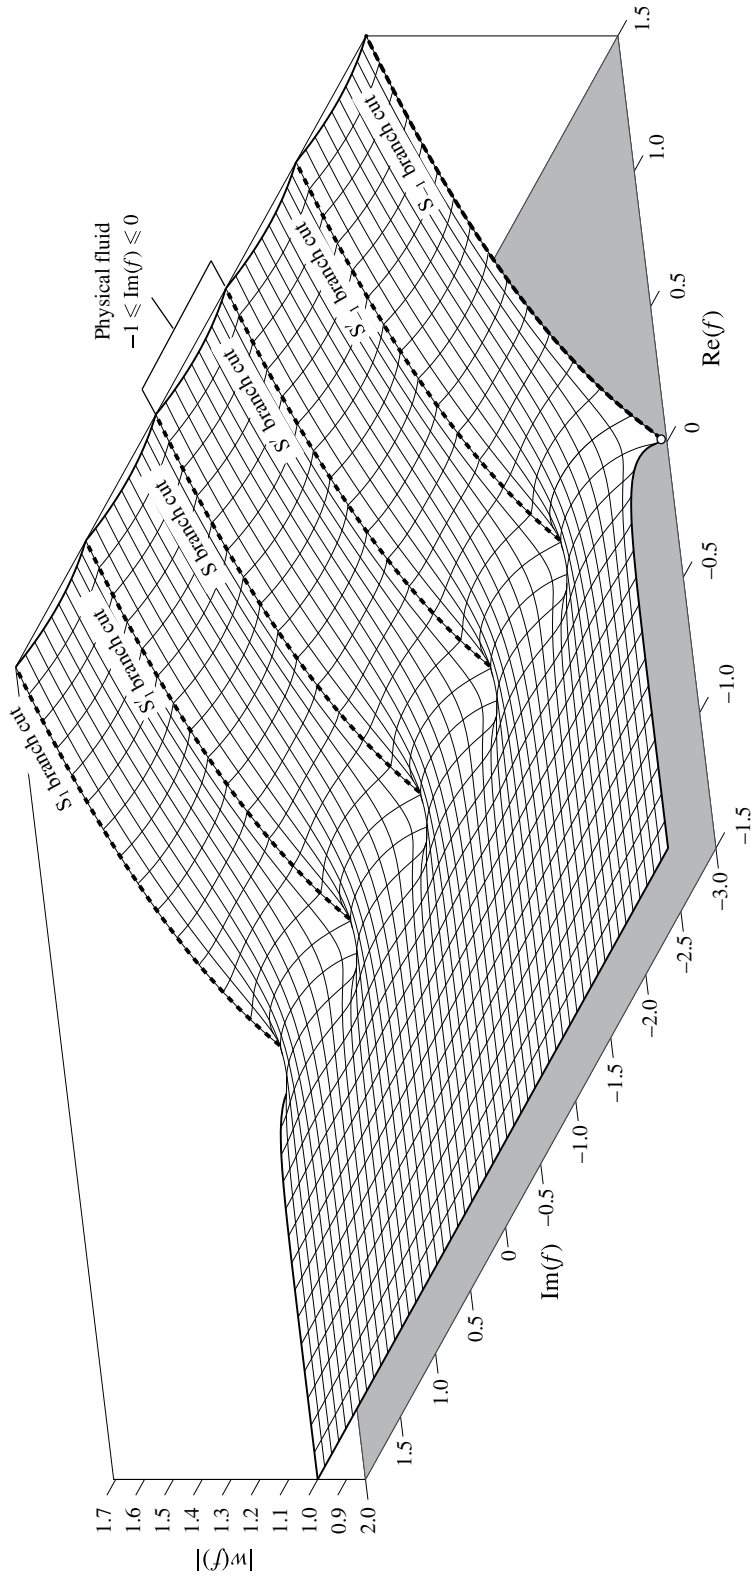 Physical fluid
−1 ⩽ Im(f) ⩽ 0
S₁ branch cut
S′₁ branch cut
S branch cut
S′ branch cut
S′₋₁ branch cut
S₋₁ branch cut
|w(f)|
1.7
1.6
1.5
1.4
1.3
1.2
1.1
1.0
0.9
2.0
1.5
1.0
0.5
0
−0.5
−1.0
−1.5
−2.0
−2.5
−3.0
Im(f)
−1.5
−1.0
−0.5
0
0.5
1.0
1.5
Re(f)